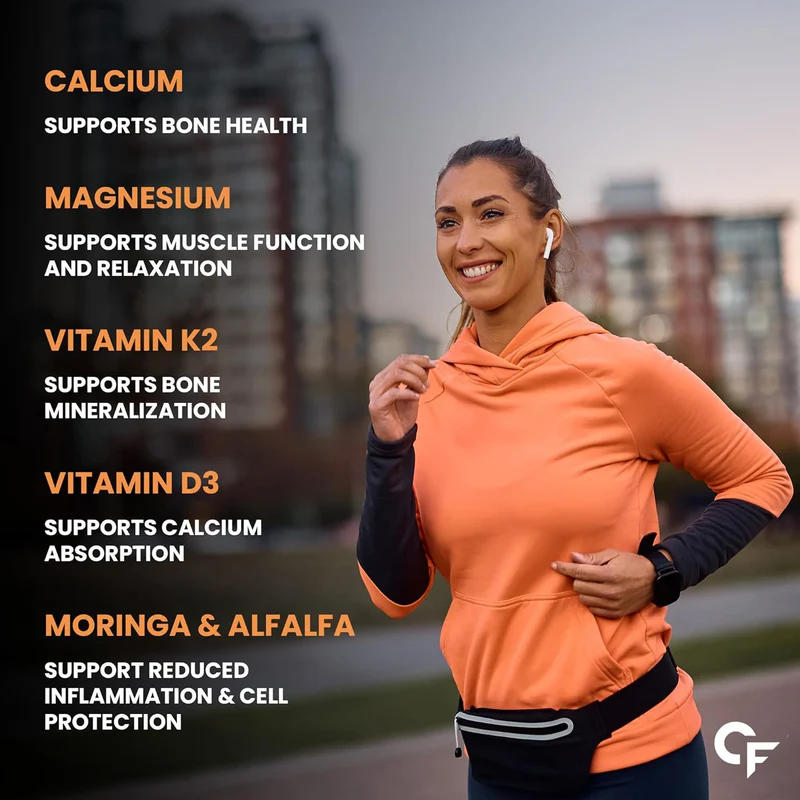 CALCIUM
SUPPORTS BONE HEALTH
MAGNESIUM
SUPPORTS MUSCLE FUNCTION
AND RELAXATION
VITAMIN K2
SUPPORTS BONE
MINERALIZATION
VITAMIN D3
SUPPORTS CALCIUM
ABSORPTION
MORINGA & ALFALFA
SUPPORT REDUCED
INFLAMMATION & CELL
PROTECTION
CF